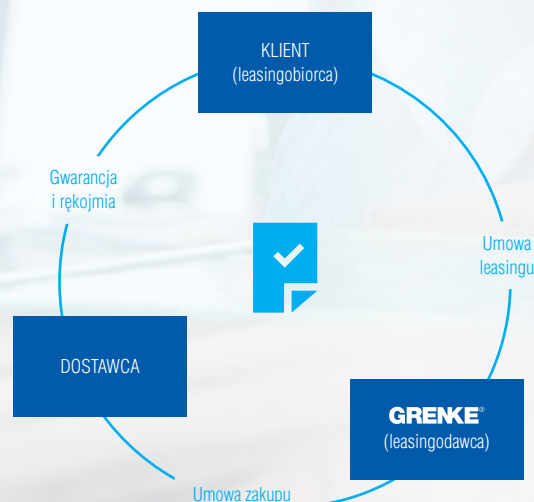 KLIENT
(leasingobiorca)
Gwarancja
i rękojmia
Umowa
leasingu
DOSTAWCA
GRENKE®
(leasingodawca)
Umowa zakupu